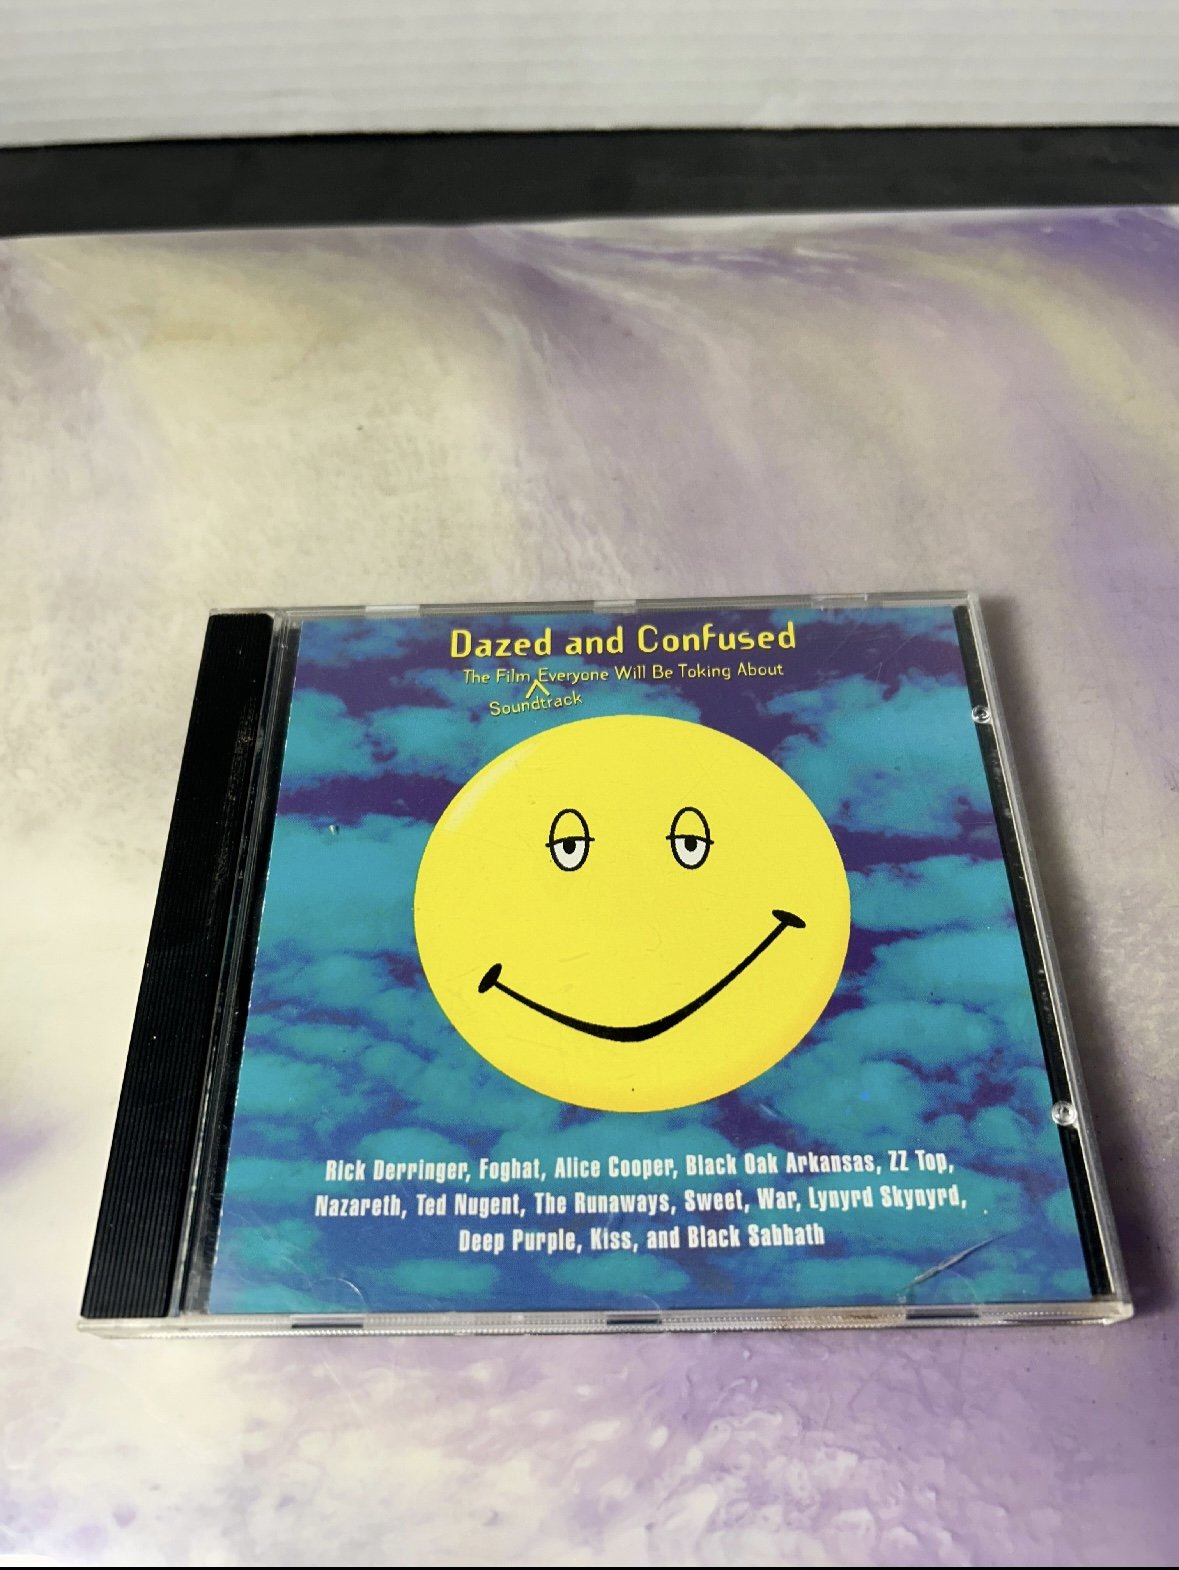 Dazed and Confused
The Film Everyone Will Be Toking About
Soundtrack
Rick Derringer, Foghat, Alice Cooper, Black Oak Arkansas, ZZ Top,
Nazareth, Ted Nugent, The Runaways, Sweet, War, Lynyrd Skynyrd,
Deep Purple, Kiss, and Black Sabbath